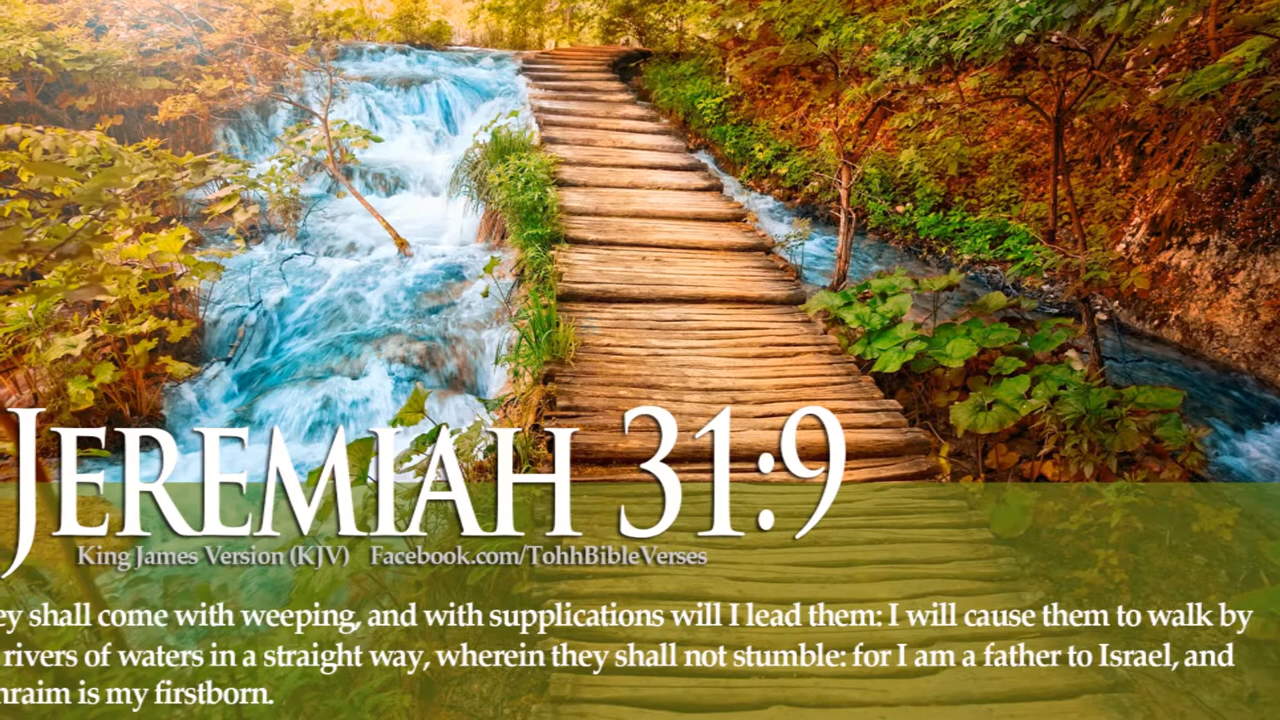 JEREMIAH 31:9
King James Version (KJV) Facebook.com/TohhBibleVerses
ey shall come with weeping, and with supplications will I lead them: I will cause them to walk by
rivers of waters in a straight way, wherein they shall not stumble: for I am a father to Israel, and
hraim is my firstborn.